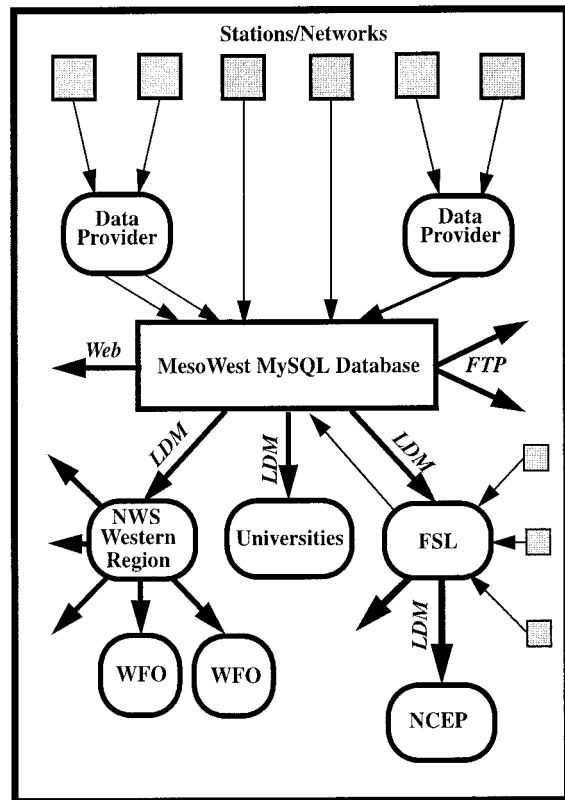 Stations/Networks
Data
Provider
Data
Provider
Web
MesoWest MySQL Database
FTP
LDM
LDM
LDM
NWS
Western
Region
Universities
FSL
LDM
WFO
WFO
NCEP